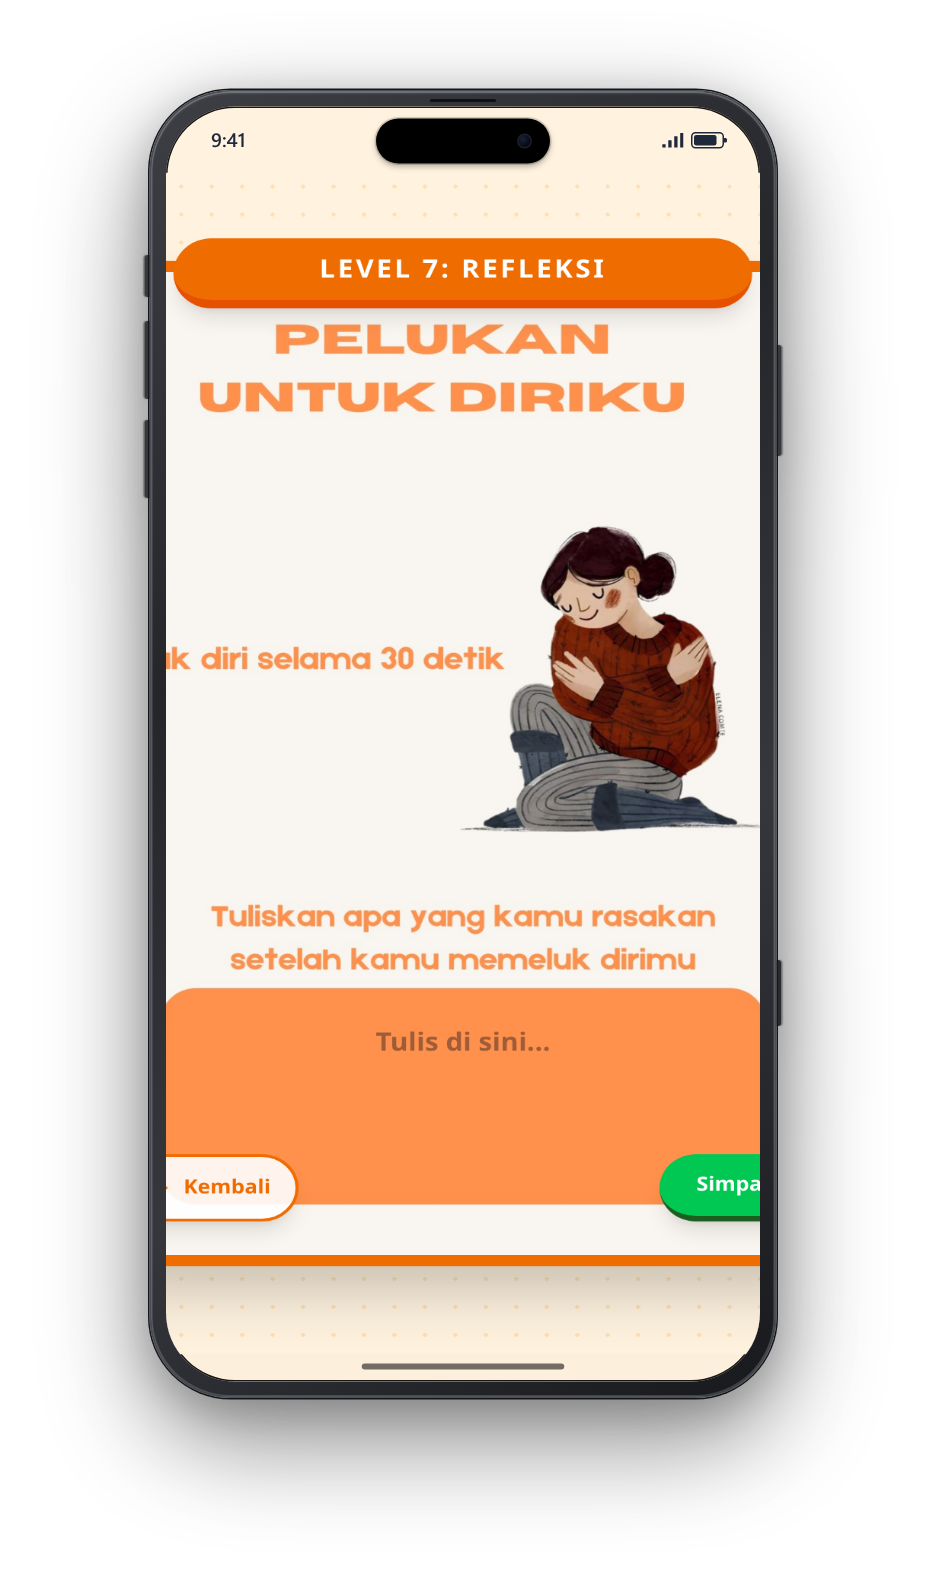 9:41
LEVEL 7: REFLEKSI
PELUKAN
UNTUK DIRIKU
k diri selama 30 detik
Tuliskan apa yang kamu rasakan
setelah kamu memeluk dirimu
Tulis di sini...
Kembali
Simpa